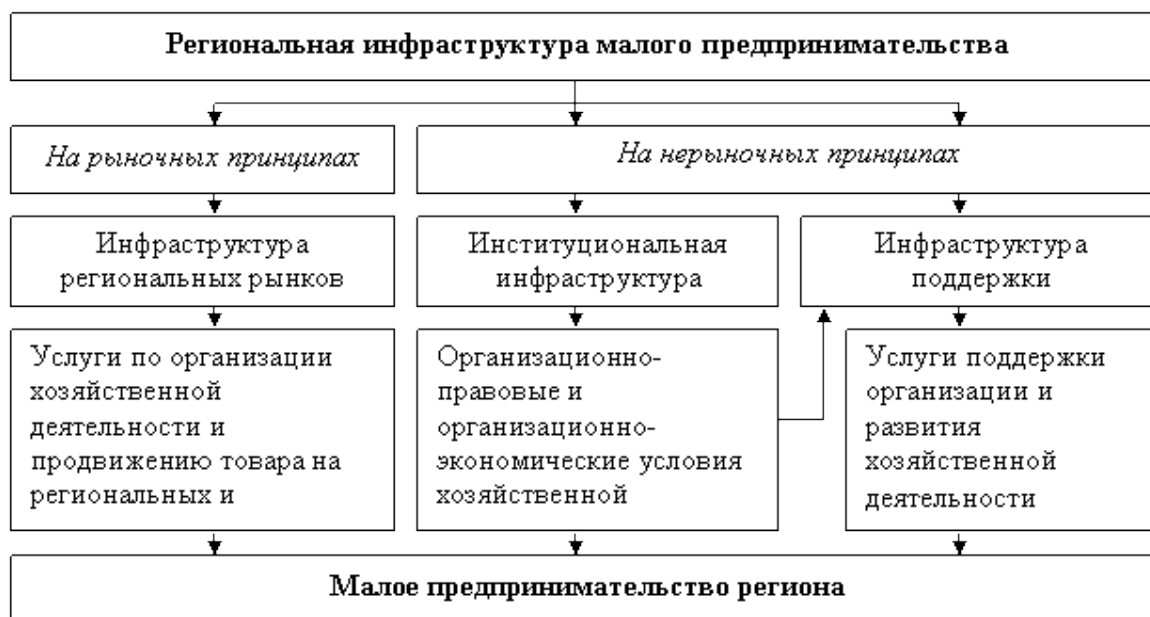 Региональная инфраструктура малого предпринимательства
На рыночных принципах
На нерыночных принципах
Инфраструктура
региональных рынков
Институциональная
инфраструктура
Инфраструктура
поддержки
Услуги по организации
хозяйственной
деятельности и
продвижению товара на
региональных и
Организационно-
правовые и
организационно-
экономические условия
хозяйственной
Услуги поддержки
организации и
развития
хозяйственной
деятельности
Малое предпринимательство региона